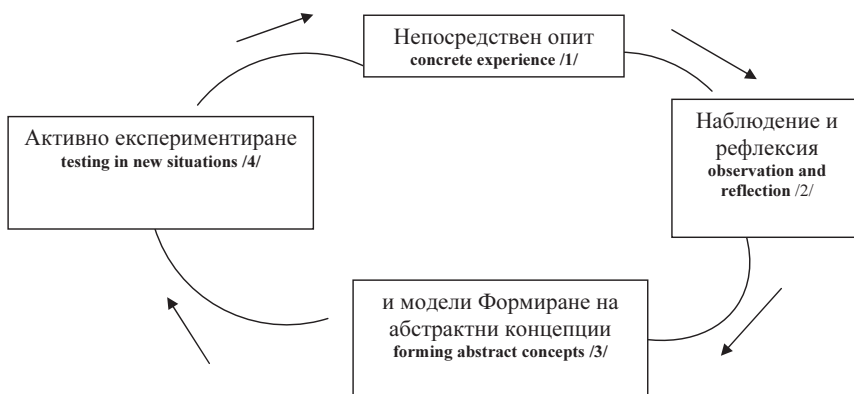 Непосредствен опит
concrete experience /1/
Наблюдение и
рефлексия
observation and
reflection /2/
и модели Формиране на
абстрактни концепции
forming abstract concepts /3/
Активно експериментиране
testing in new situations /4/